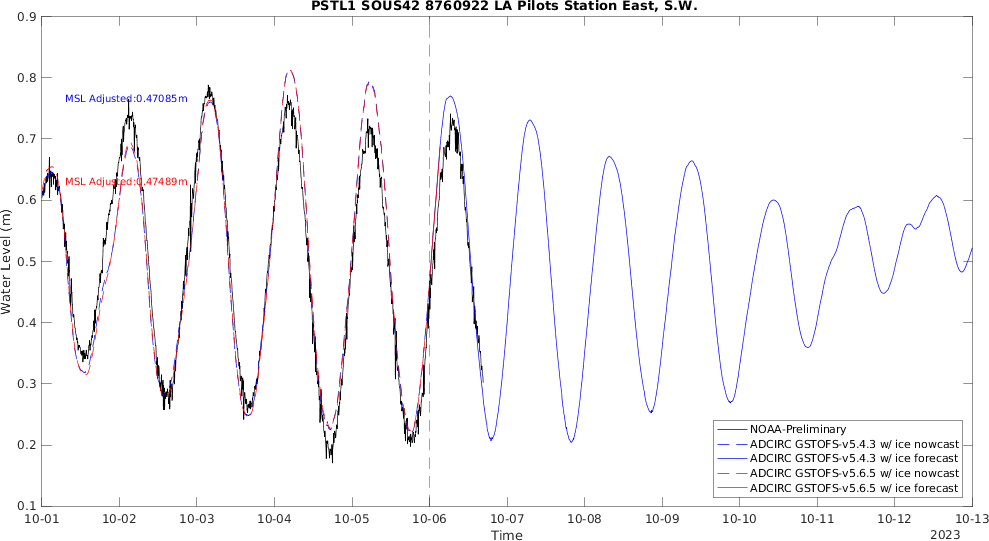 PSTL1 SOUS42 8760922 LA Pilots Station East, S.W.
0.9
0.8
MSL Adjusted:0.47085m
0.7
MSL Adjusted:0.47489m
0.6
0.5
Water Level (m)
0.4
0.3
0.2
0.1
NOAA-Preliminary
ADCIRC GSTOFS-v5.4.3 w/ ice nowcast
ADCIRC GSTOFS-v5.4.3 w/ ice forecast
ADCIRC GSTOFS-v5.6.5 w/ ice nowcast
ADCIRC GSTOFS-v5.6.5 w/ ice forecast
10-01 10-02 10-03 10-04 10-05 10-06 10-07 10-08 10-09 10-10 10-11 10-12 10-13
Time
2023